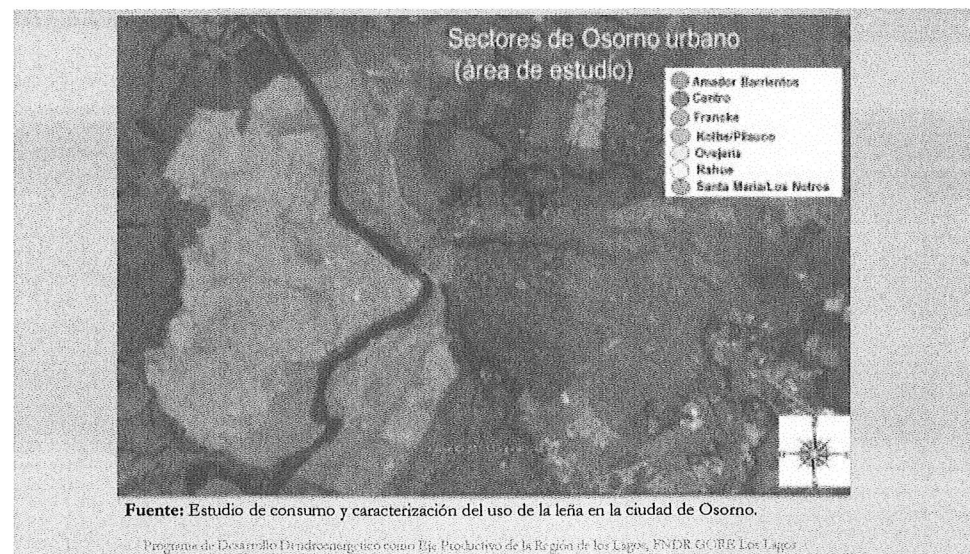 Sectores de Osorno urbano
(área de estudio)
Amador Barrientos
Centro
Francke
Kolbe/Pilauco
Ovejería
Rahue
Santa María/Los Notros
Fuente: Estudio de consumo y caracterización del uso de la leña en la ciudad de Osorno.
Programa de Desarrollo Dendroenergético como Eje Productivo de la Región de los Lagos, FNDR GORE Los Lagos